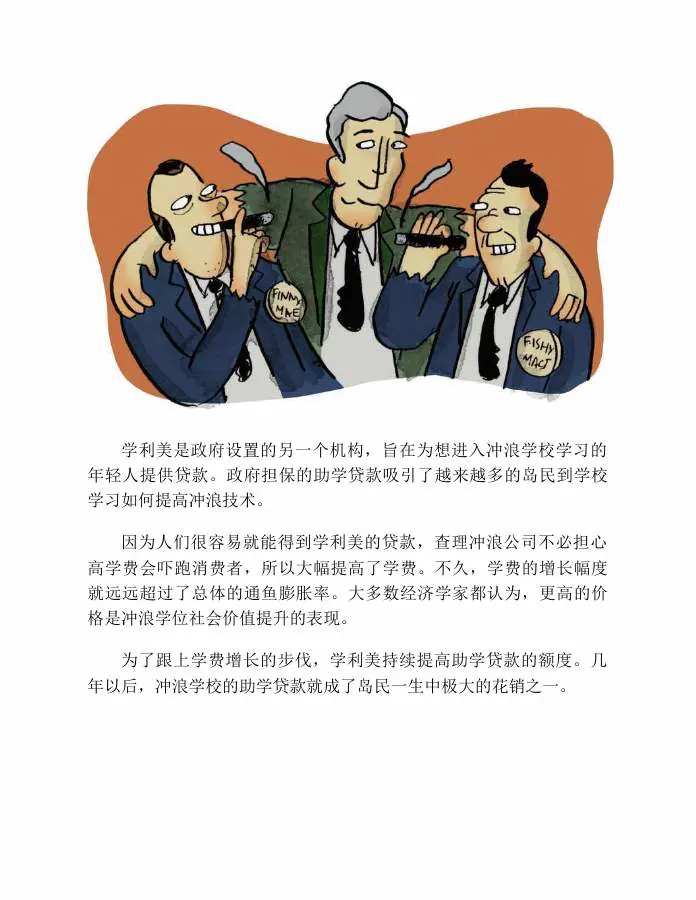 FINNY
MAE
FISHY
MAC
学利美是政府设置的另一个机构，旨在为想进入冲浪学校学习的
年轻人提供贷款。政府担保的助学贷款吸引了越来越多的岛民到学校
学习如何提高冲浪技术。
因为人们很容易就能得到学利美的贷款，查理冲浪公司不必担心
高学费会吓跑消费者，所以大幅提高了学费。不久，学费的增长幅度
就远远超过了总体的通鱼膨胀率。大多数经济学家都认为，更高的价
格是冲浪学位社会价值提升的表现。
为了跟上学费增长的步伐，学利美持续提高助学贷款的额度。几
年以后，冲浪学校的助学贷款就成了岛民一生中极大的花销之一。